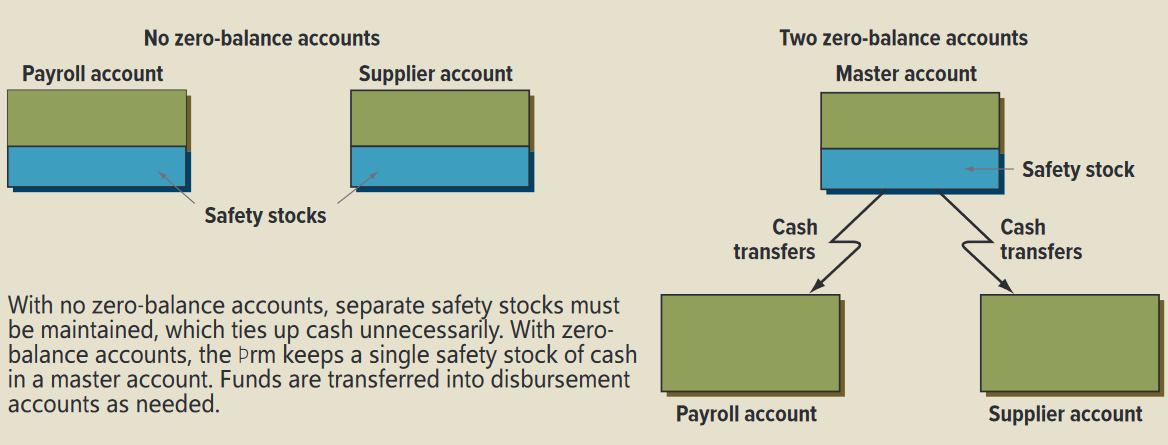 No zero-balance accounts
Payroll account
Supplier account
Safety stocks
With no zero-balance accounts, separate safety stocks must
be maintained, which ties up cash unnecessarily. With zero-
balance accounts, the Þrm keeps a single safety stock of cash
in a master account. Funds are transferred into disbursement
accounts as needed.
Two zero-balance accounts
Master account
Safety stock
Cash
transfers
Cash
transfers
Payroll account
Supplier account